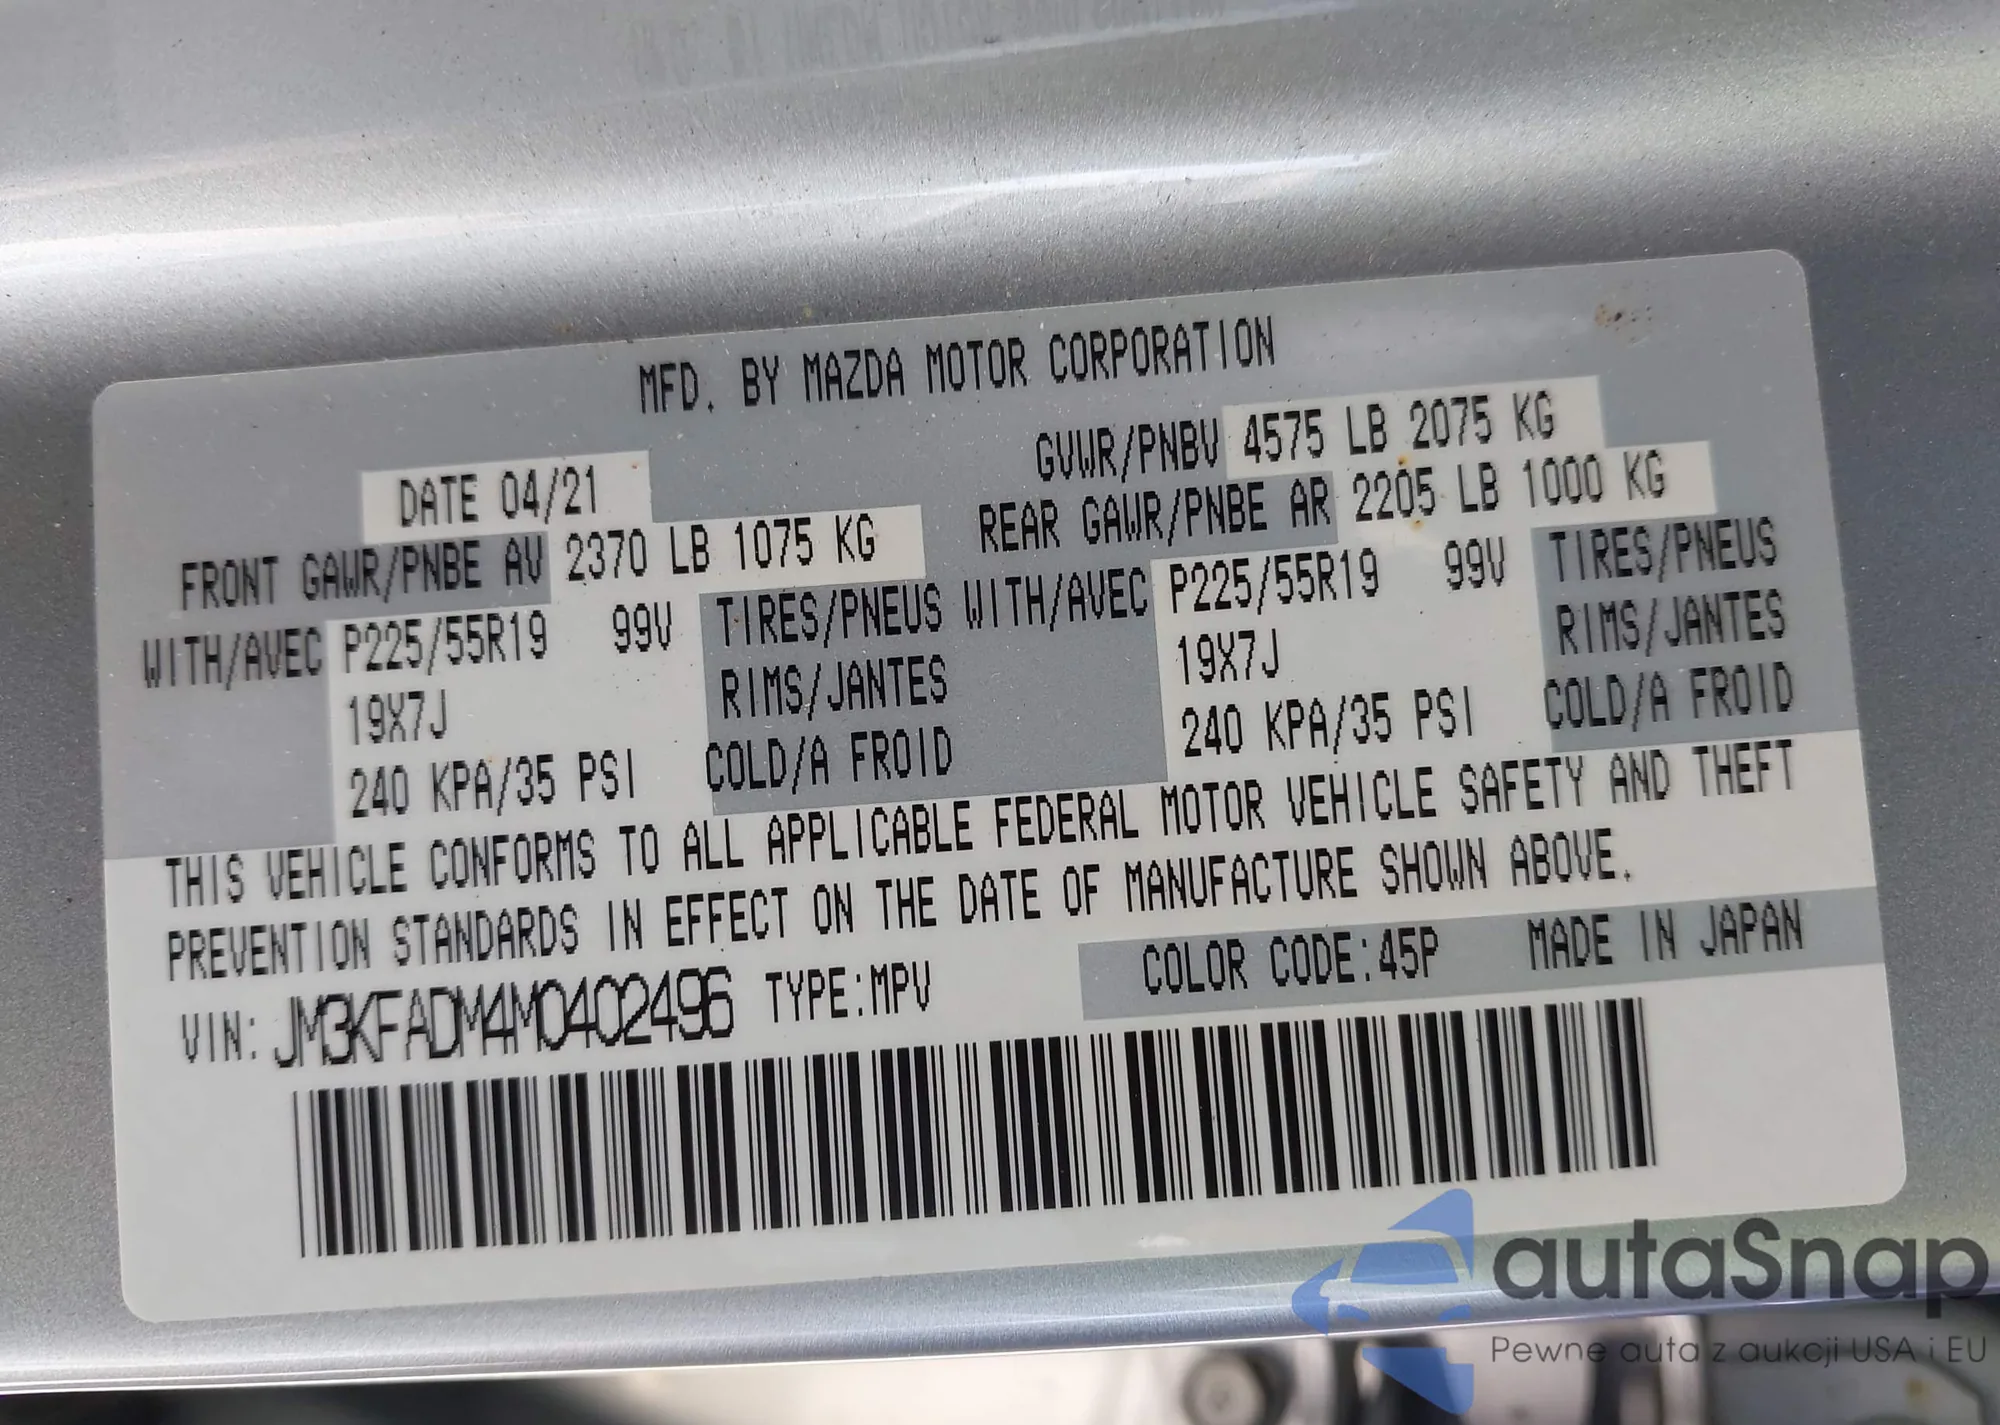 MFD. BY MAZDA MOTOR CORPORATION
DATE 04/21 GVWR/PNBV 4575 LB 2075 KG
FRONT GAWR/PNBE AV 2370 LB 1075 KG REAR GAWR/PNBE AR 2205 LB 1000 KG
WITH/AVEC P225/55R19 99V TIRES/PNEUS WITH/AVEC P225/55R19 99V TIRES/PNEUS
19X7J RIMS/JANTES 19X7J RIMS/JANTES
240 KPA/35 PSI COLD/A FROID 240 KPA/35 PSI COLD/A FROID
THIS VEHICLE CONFORMS TO ALL APPLICABLE FEDERAL MOTOR VEHICLE SAFETY AND THEFT
PREVENTION STANDARDS IN EFFECT ON THE DATE OF MANUFACTURE SHOWN ABOVE.
VIN: JM3KFADM4M0402496 TYPE:MPV COLOR CODE:45P MADE IN JAPAN
autaSnap
Pewne auta z aukcji USA i EU